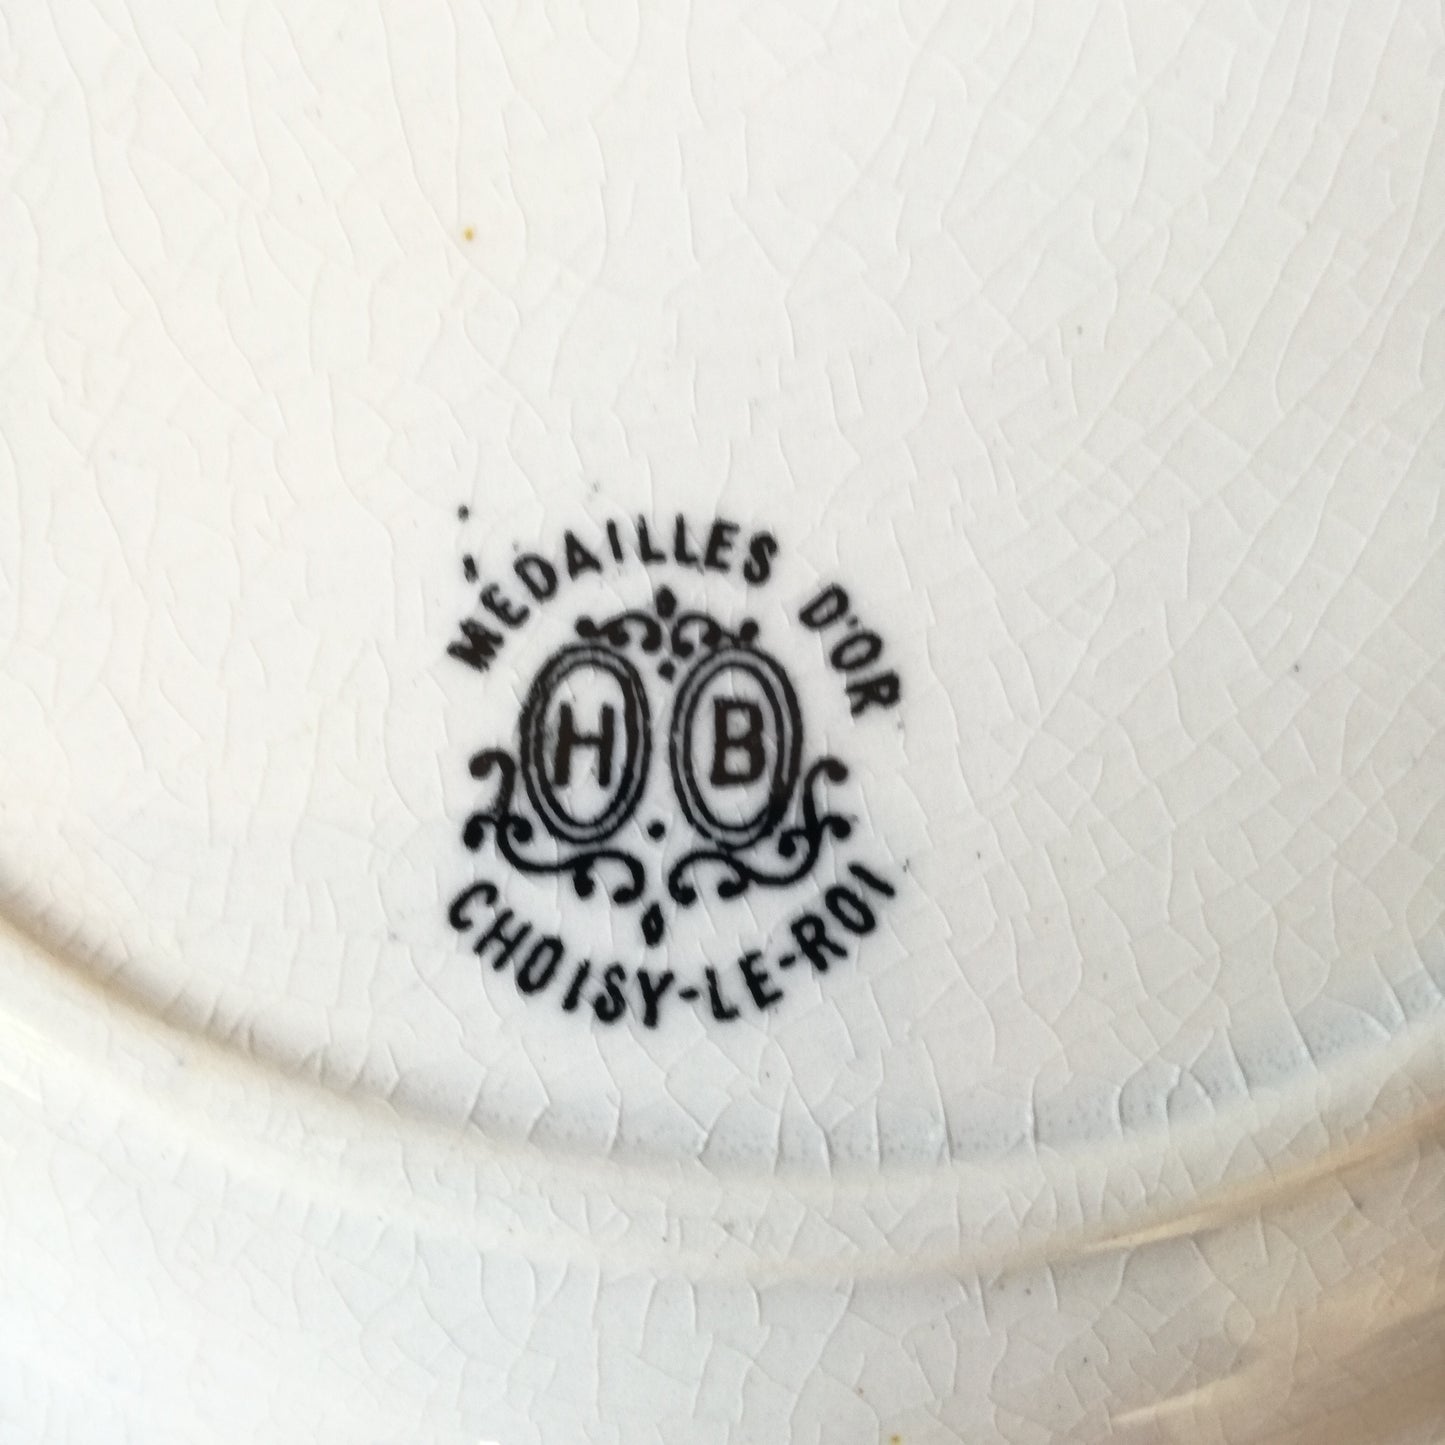 MÉDAILLES D'OR
H B
CHOISY-LE-ROI